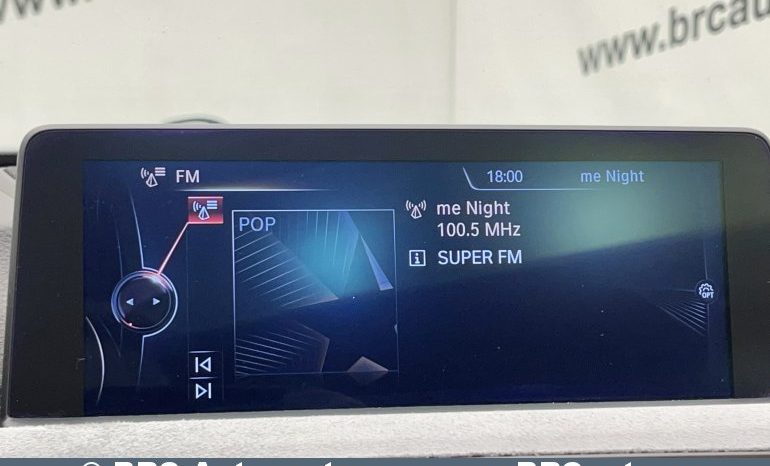 www.brcau
FM
18:00 me Night
POP
me Night
100.5 MHz
SUPER FM
OPT